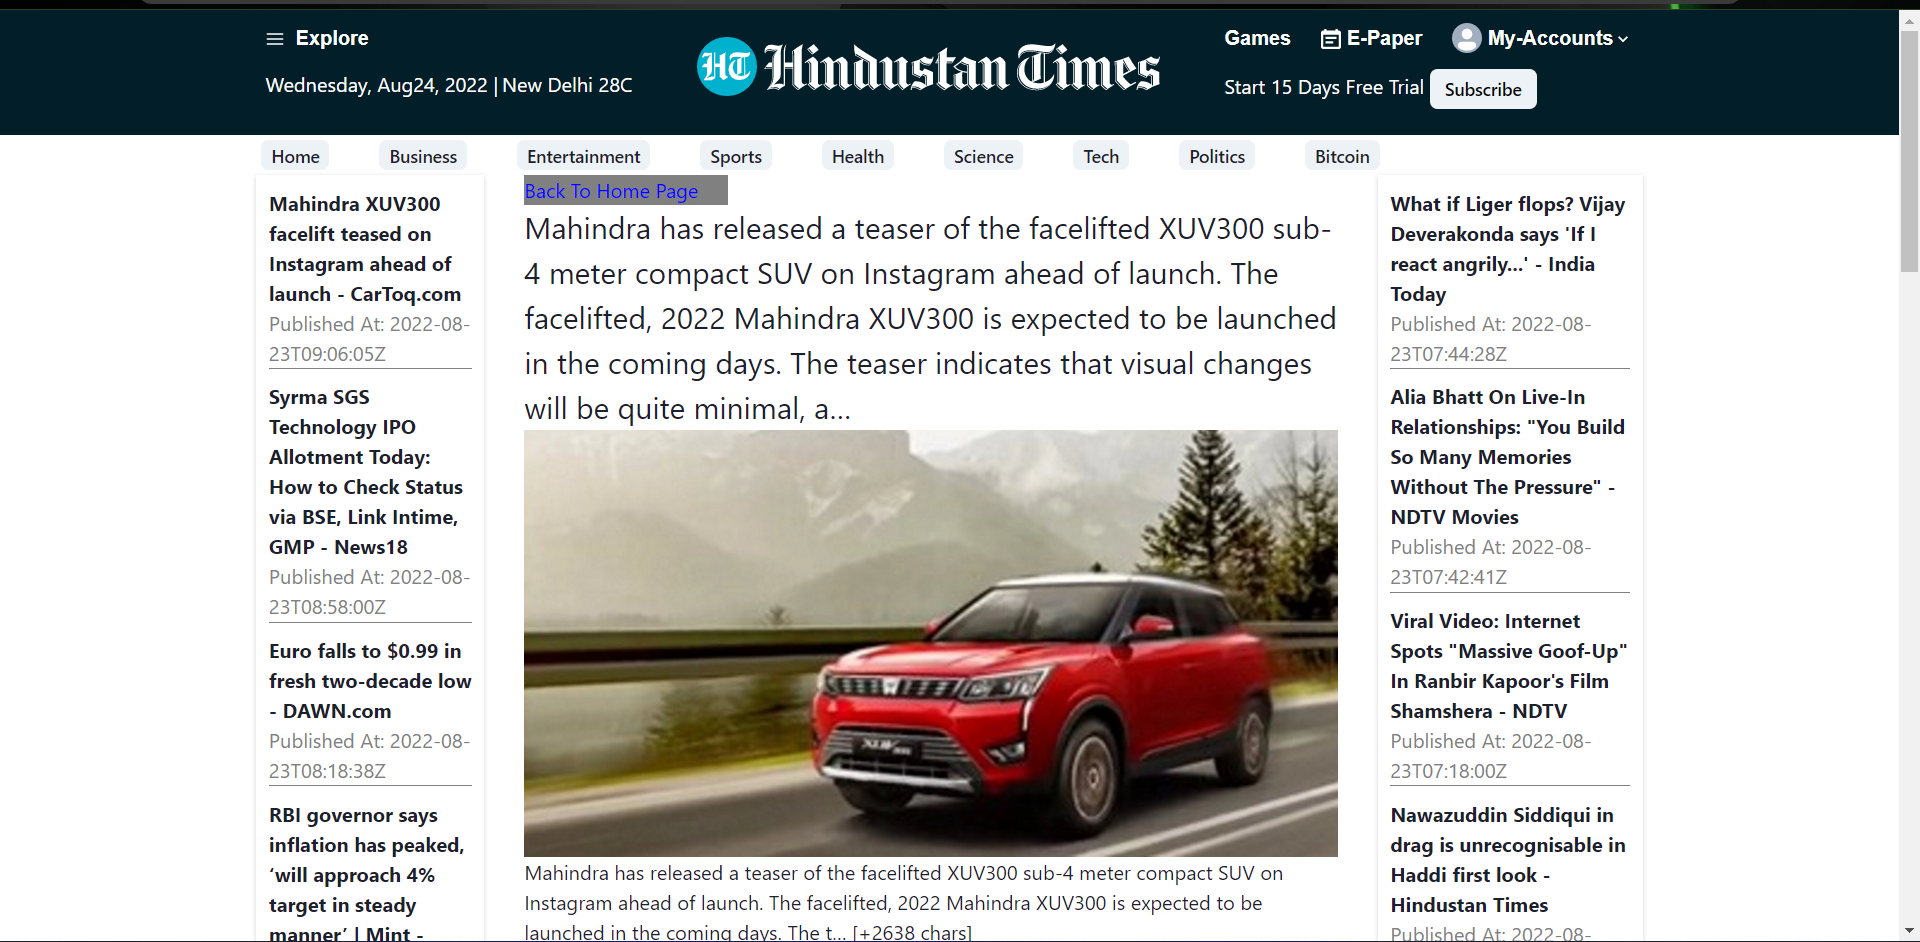 Explore
Wednesday, Aug24, 2022 | New Delhi 28C
HT Hindustan Times
Games E-Paper My-Accounts
Start 15 Days Free Trial Subscribe
Home Business Entertainment Sports Health Science Tech Politics Bitcoin
Mahindra XUV300
facelift teased on
Instagram ahead of
launch - CarToq.com
Published At: 2022-08-
23T09:06:05Z
Syrma SGS
Technology IPO
Allotment Today:
How to Check Status
via BSE, Link Intime,
GMP - News18
Published At: 2022-08-
23T08:58:00Z
Euro falls to $0.99 in
fresh two-decade low
- DAWN.com
Published At: 2022-08-
23T08:18:38Z
RBI governor says
inflation has peaked,
‘will approach 4%
target in steady
manner’ | Mint -
Back To Home Page
Mahindra has released a teaser of the facelifted XUV300 sub-
4 meter compact SUV on Instagram ahead of launch. The
facelifted, 2022 Mahindra XUV300 is expected to be launched
in the coming days. The teaser indicates that visual changes
will be quite minimal, a...
XUV300
Mahindra has released a teaser of the facelifted XUV300 sub-4 meter compact SUV on
Instagram ahead of launch. The facelifted, 2022 Mahindra XUV300 is expected to be
launched in the coming days. The t... [+2638 chars]
What if Liger flops? Vijay
Deverakonda says 'If I
react angrily...' - India
Today
Published At: 2022-08-
23T07:44:28Z
Alia Bhatt On Live-In
Relationships: "You Build
So Many Memories
Without The Pressure" -
NDTV Movies
Published At: 2022-08-
23T07:42:41Z
Viral Video: Internet
Spots "Massive Goof-Up"
In Ranbir Kapoor's Film
Shamshera - NDTV
Published At: 2022-08-
23T07:18:00Z
Nawazuddin Siddiqui in
drag is unrecognisable in
Haddi first look -
Hindustan Times
Published At: 2022-08-